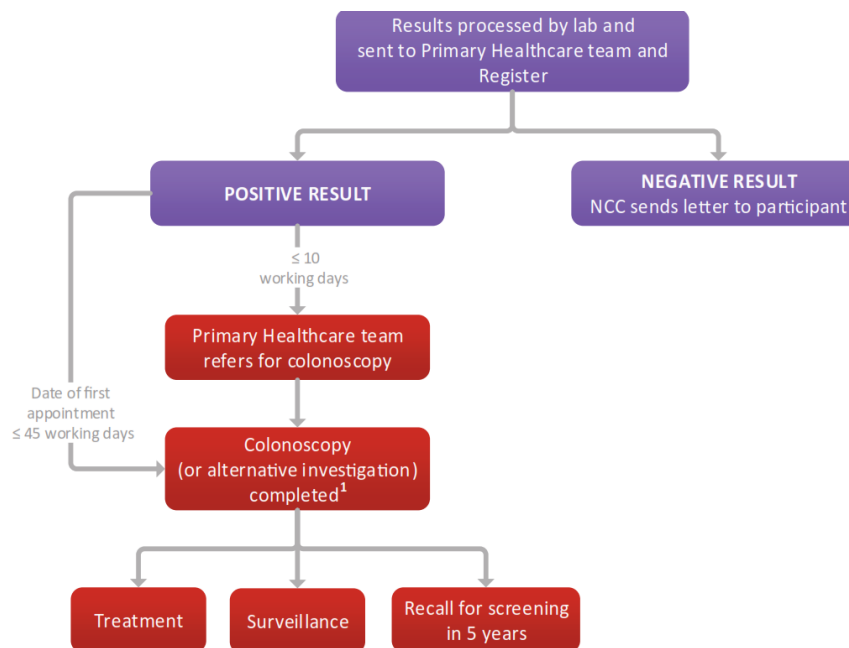 Results processed by lab and
sent to Primary Healthcare team and
Register
POSITIVE RESULT
NEGATIVE RESULT
NCC sends letter to participant
≤ 10
working days
Primary Healthcare team
refers for colonoscopy
Date of first
appointment
≤ 45 working days
Colonoscopy
(or alternative investigation)
completed1
Treatment
Surveillance
Recall for screening
in 5 years